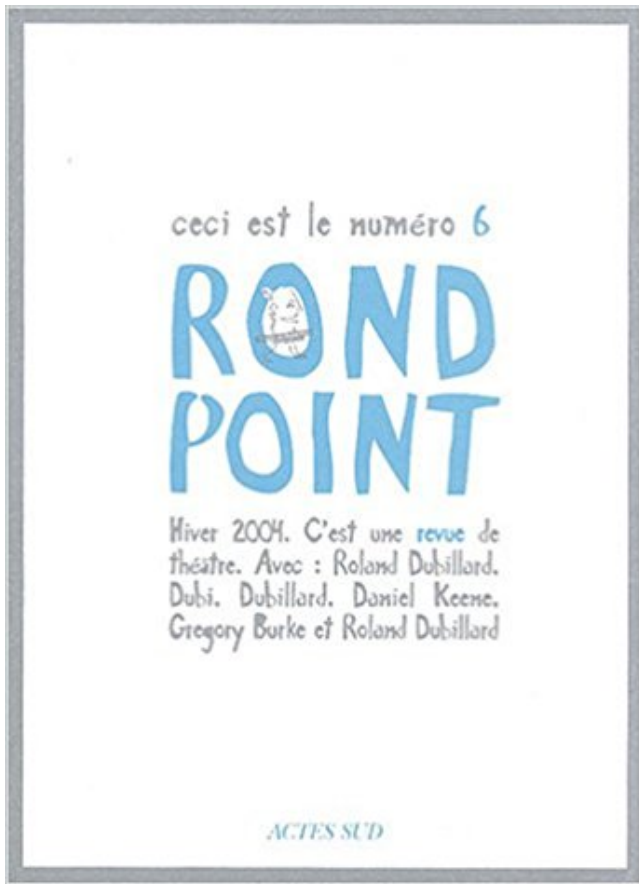 ceci est le numéro 6
ROND
POINT
Hiver 2004. C'est une revue de
théâtre. Avec : Roland Dubillard.
Dubi. Dubillard. Daniel Keene.
Gregory Burke et Roland Dubillard
ACTES SUD